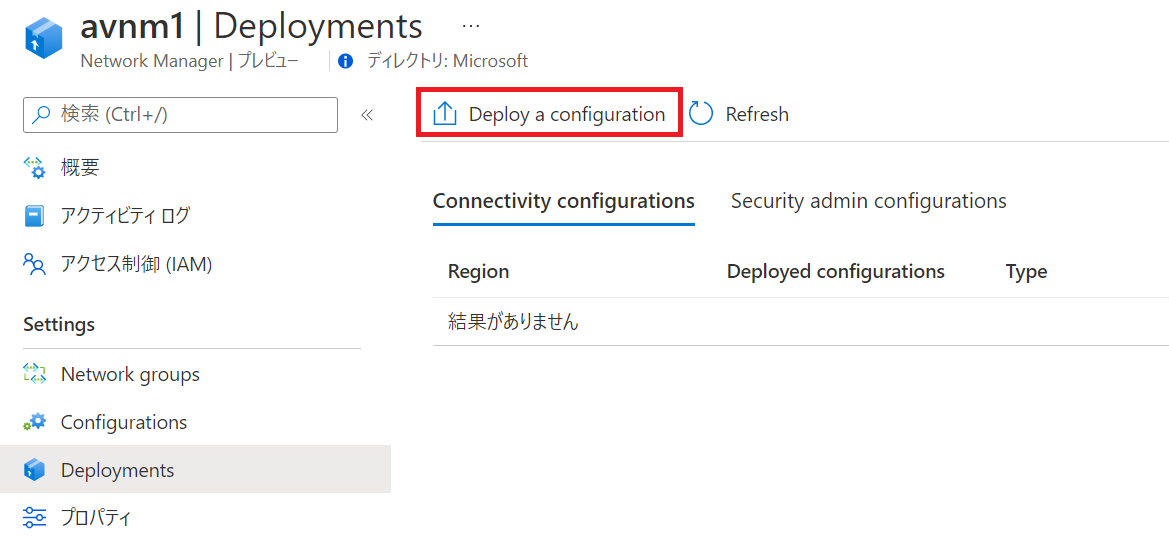 avnm1 | Deployments ...
Network Manager | プレビュー ディレクトリ: Microsoft
検索 (Ctrl+/) «
Deploy a configuration Refresh
概要
アクティビティ ログ
アクセス制御 (IAM)
Settings
Network groups
Configurations
Deployments
プロパティ
Connectivity configurations Security admin configurations
Region Deployed configurations Type
結果がありません